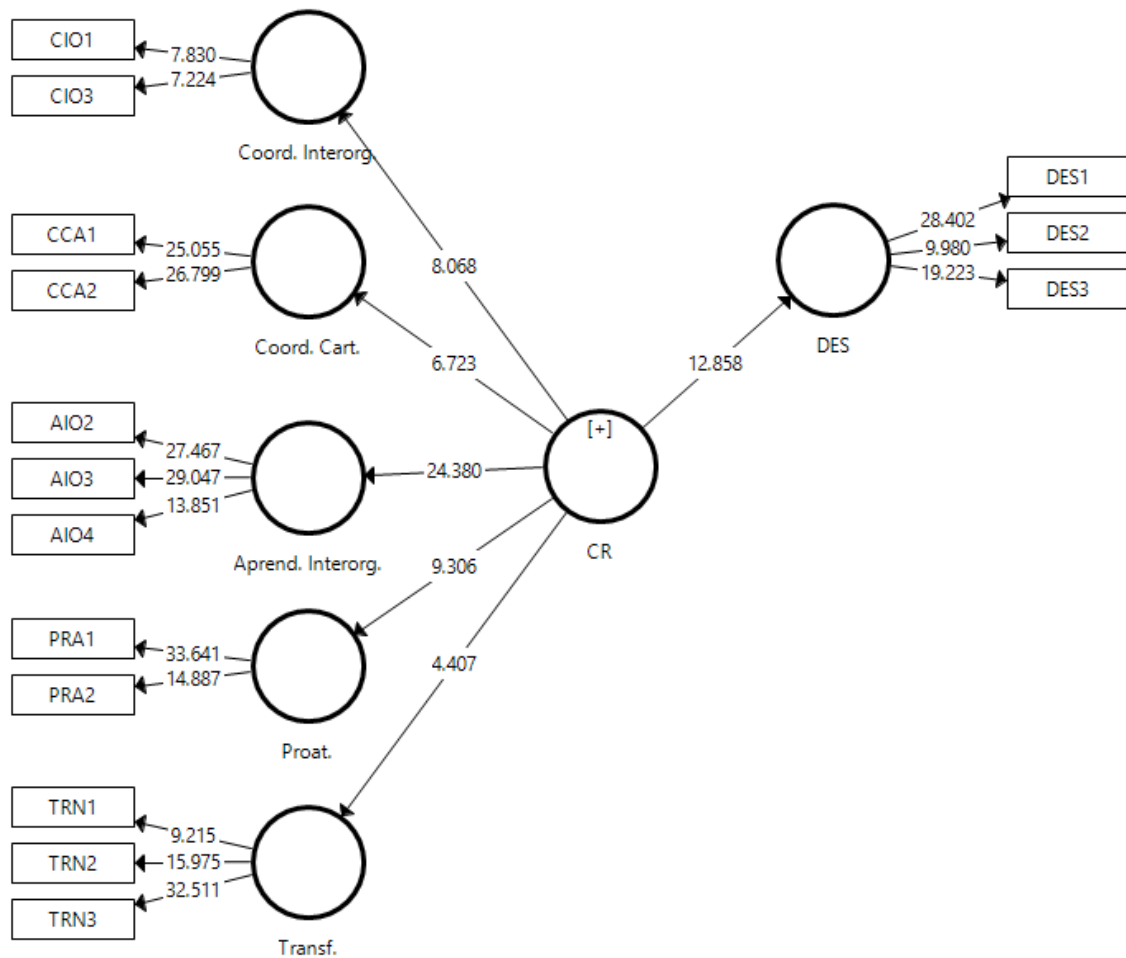 CIO1
7.830
7.224
CIO3
Coord. Interorg.
CCA1
25.055
26.799
CCA2
Coord. Cart.
AIO2
27.467
AIO3
29.047
13.851
AIO4
Aprend. Interorg.
PRA1
33.641
14.887
PRA2
Proat.
TRN1
9.215
TRN2
15.975
32.511
TRN3
Transf.
8.068
6.723
24.380
9.306
4.407
[+]
CR
12.858
DES
DES1
28.402
DES2
9.980
19.223
DES3